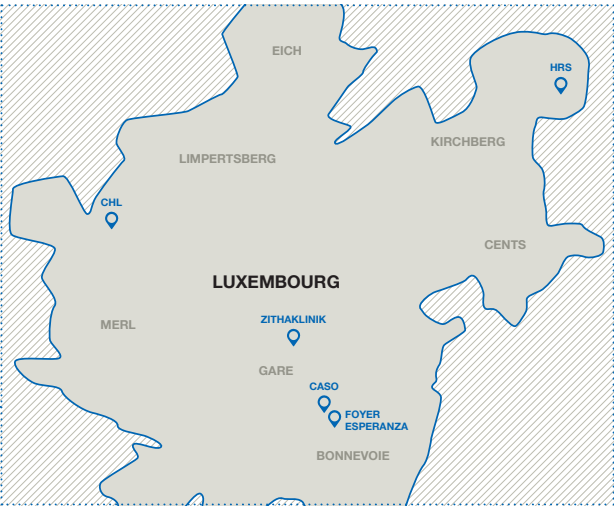 EICH
HRS
KIRCHBERG
LIMPERTSBERG
CHL
CENTS
LUXEMBOURG
ZITHAKLINIK
MERL
GARE
CASO
FOYER
ESPERANZA
BONNEVOIE